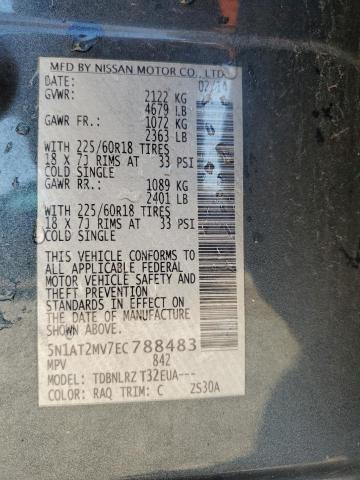 MFD BY NISSAN MOTOR CO., LTD.
DATE: 02/14
GVWR: 2122 KG
4679 LB
GAWR FR.: 1072 KG
2363 LB
WITH 225/60R18 TIRES
18 X 7J RIMS AT 33 PSI
COLD SINGLE
GAWR RR.: 1089 KG
2401 LB
WITH 225/60R18 TIRES
18 X 7J RIMS AT 33 PSI
COLD SINGLE
THIS VEHICLE CONFORMS TO
ALL APPLICABLE FEDERAL
MOTOR VEHICLE SAFETY AND
THEFT PREVENTION
STANDARDS IN EFFECT ON
THE DATE OF MANUFACTURE
SHOWN ABOVE.
5N1AT2MV7EC788483
MPV 842
MODEL: TDBNLRZ T32EUA---
COLOR: RAQ TRIM: C ZS30A